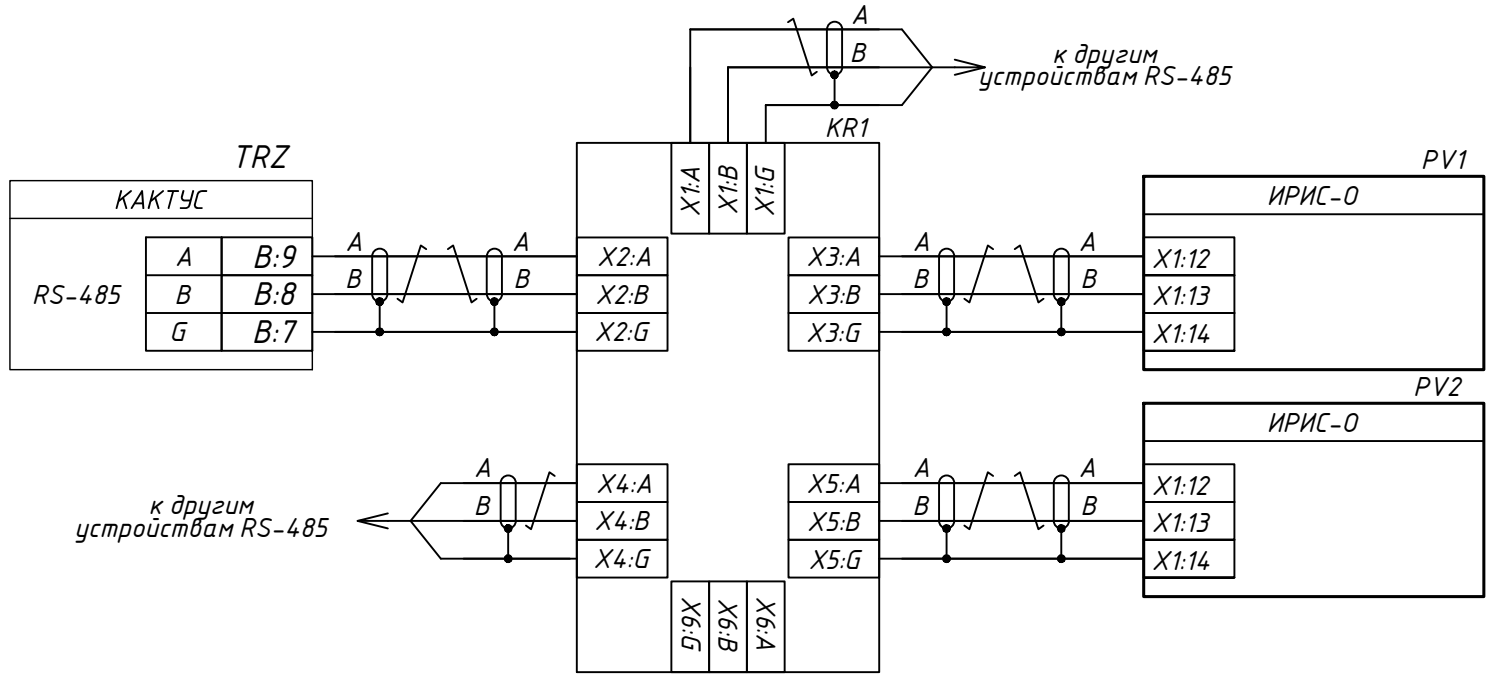 A
B
к другим
устройствам RS-485
KR1
X1:A
X1:B
X1:G
TRZ
КАКТУС
RS-485
A B:9
B B:8
G B:7
A A
B B
X2:A
X2:B
X2:G
X3:A
X3:B
X3:G
A A
B B
PV1
ИРИС-О
X1:12
X1:13
X1:14
к другим
устройствам RS-485
A
B
X4:A
X4:B
X4:G
X5:A
X5:B
X5:G
A A
B B
PV2
ИРИС-О
X1:12
X1:13
X1:14
X6:G
X6:B
X6:A